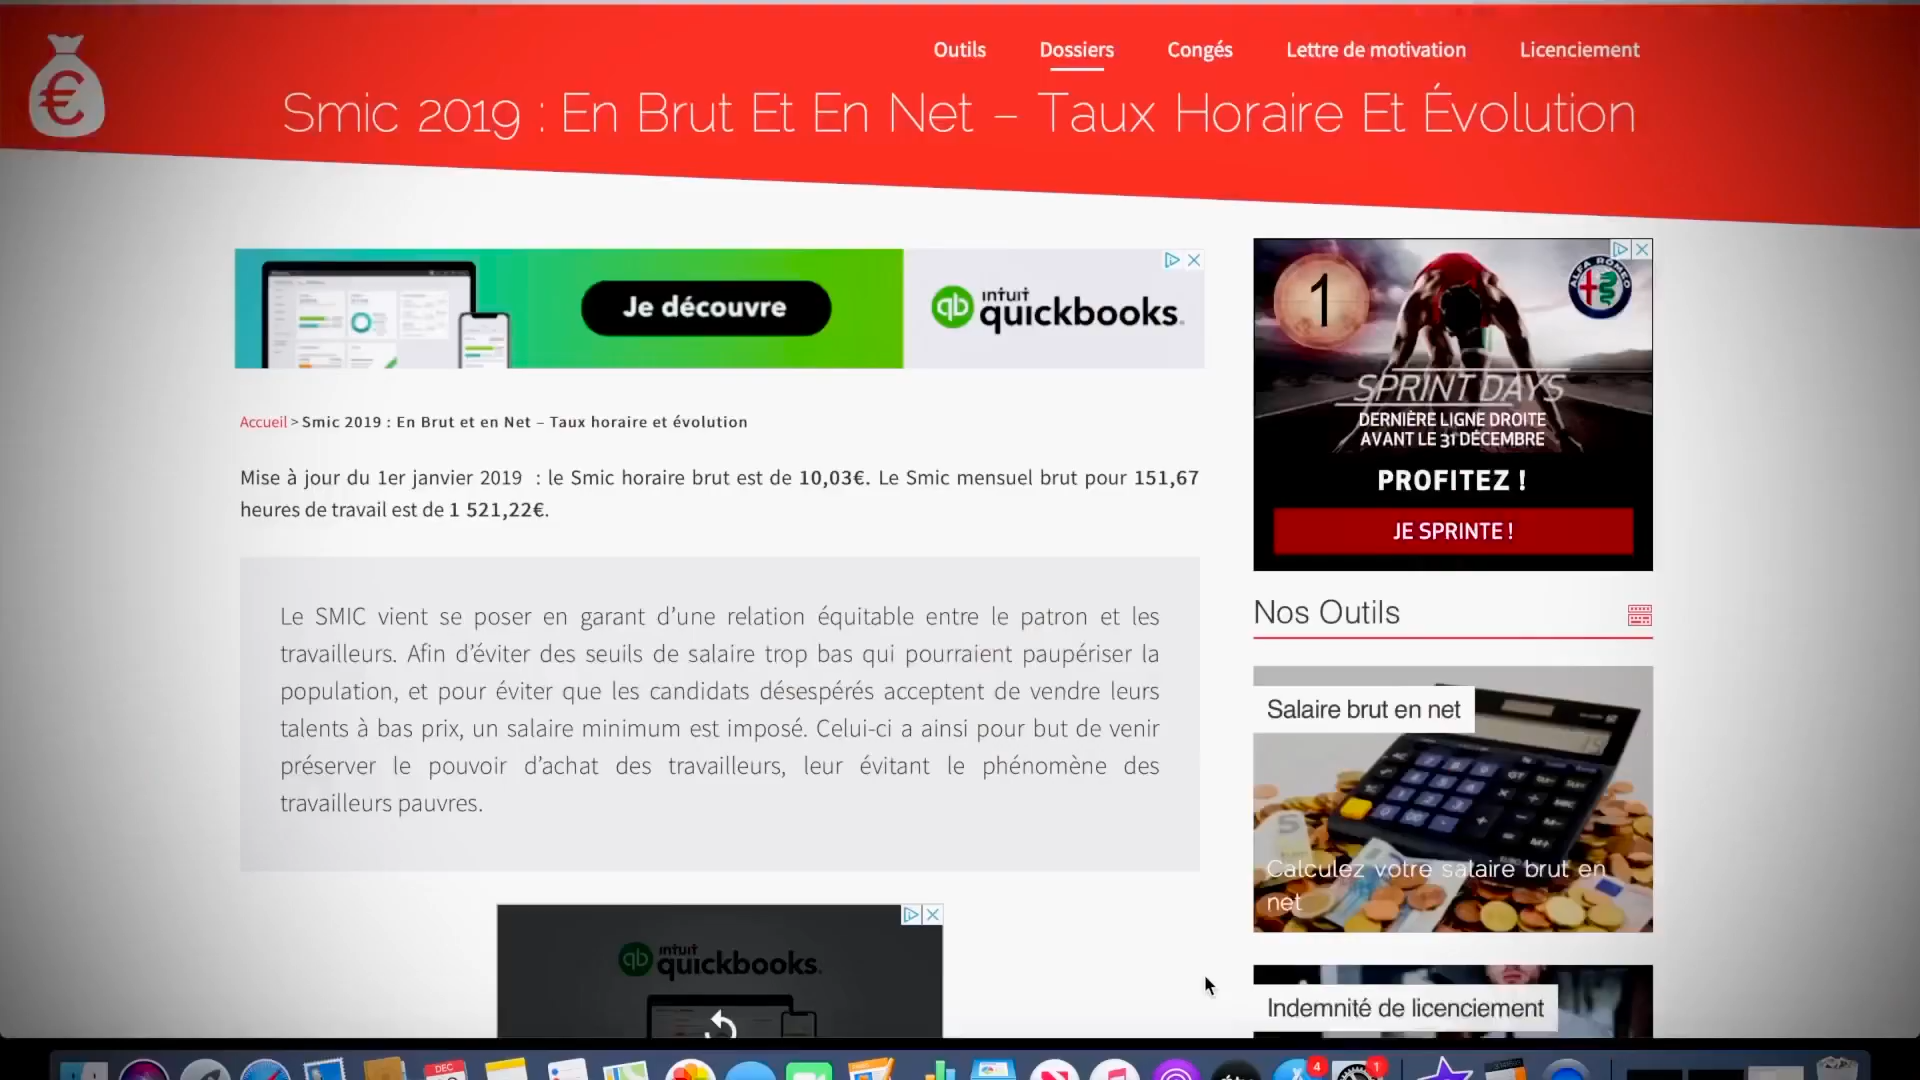 Outils Dossiers Congés Lettre de motivation Licenciement
Smic 2019 : En Brut Et En Net – Taux Horaire Et Évolution
Je découvre
qb
intuit
quickbooks.
1
ALFA ROMEO
SPRINT DAYS
DERNIÈRE LIGNE DROITE
AVANT LE 31 DÉCEMBRE
PROFITEZ !
JE SPRINTE !
Accueil > Smic 2019 : En Brut et en Net – Taux horaire et évolution
Mise à jour du 1er janvier 2019 : le Smic horaire brut est de 10,03€. Le Smic mensuel brut pour 151,67
heures de travail est de 1 521,22€.
Le SMIC vient se poser en garant d’une relation équitable entre le patron et les
travailleurs. Afin d’éviter des seuils de salaire trop bas qui pourraient paupériser la
population, et pour éviter que les candidats désespérés acceptent de vendre leurs
talents à bas prix, un salaire minimum est imposé. Celui-ci a ainsi pour but de venir
préserver le pouvoir d’achat des travailleurs, leur évitant le phénomène des
travailleurs pauvres.
Nos Outils
Salaire brut en net
Calculez votre salaire brut en
net
Indemnité de licenciement
qb
intuit
quickbooks.
DEC
4
1